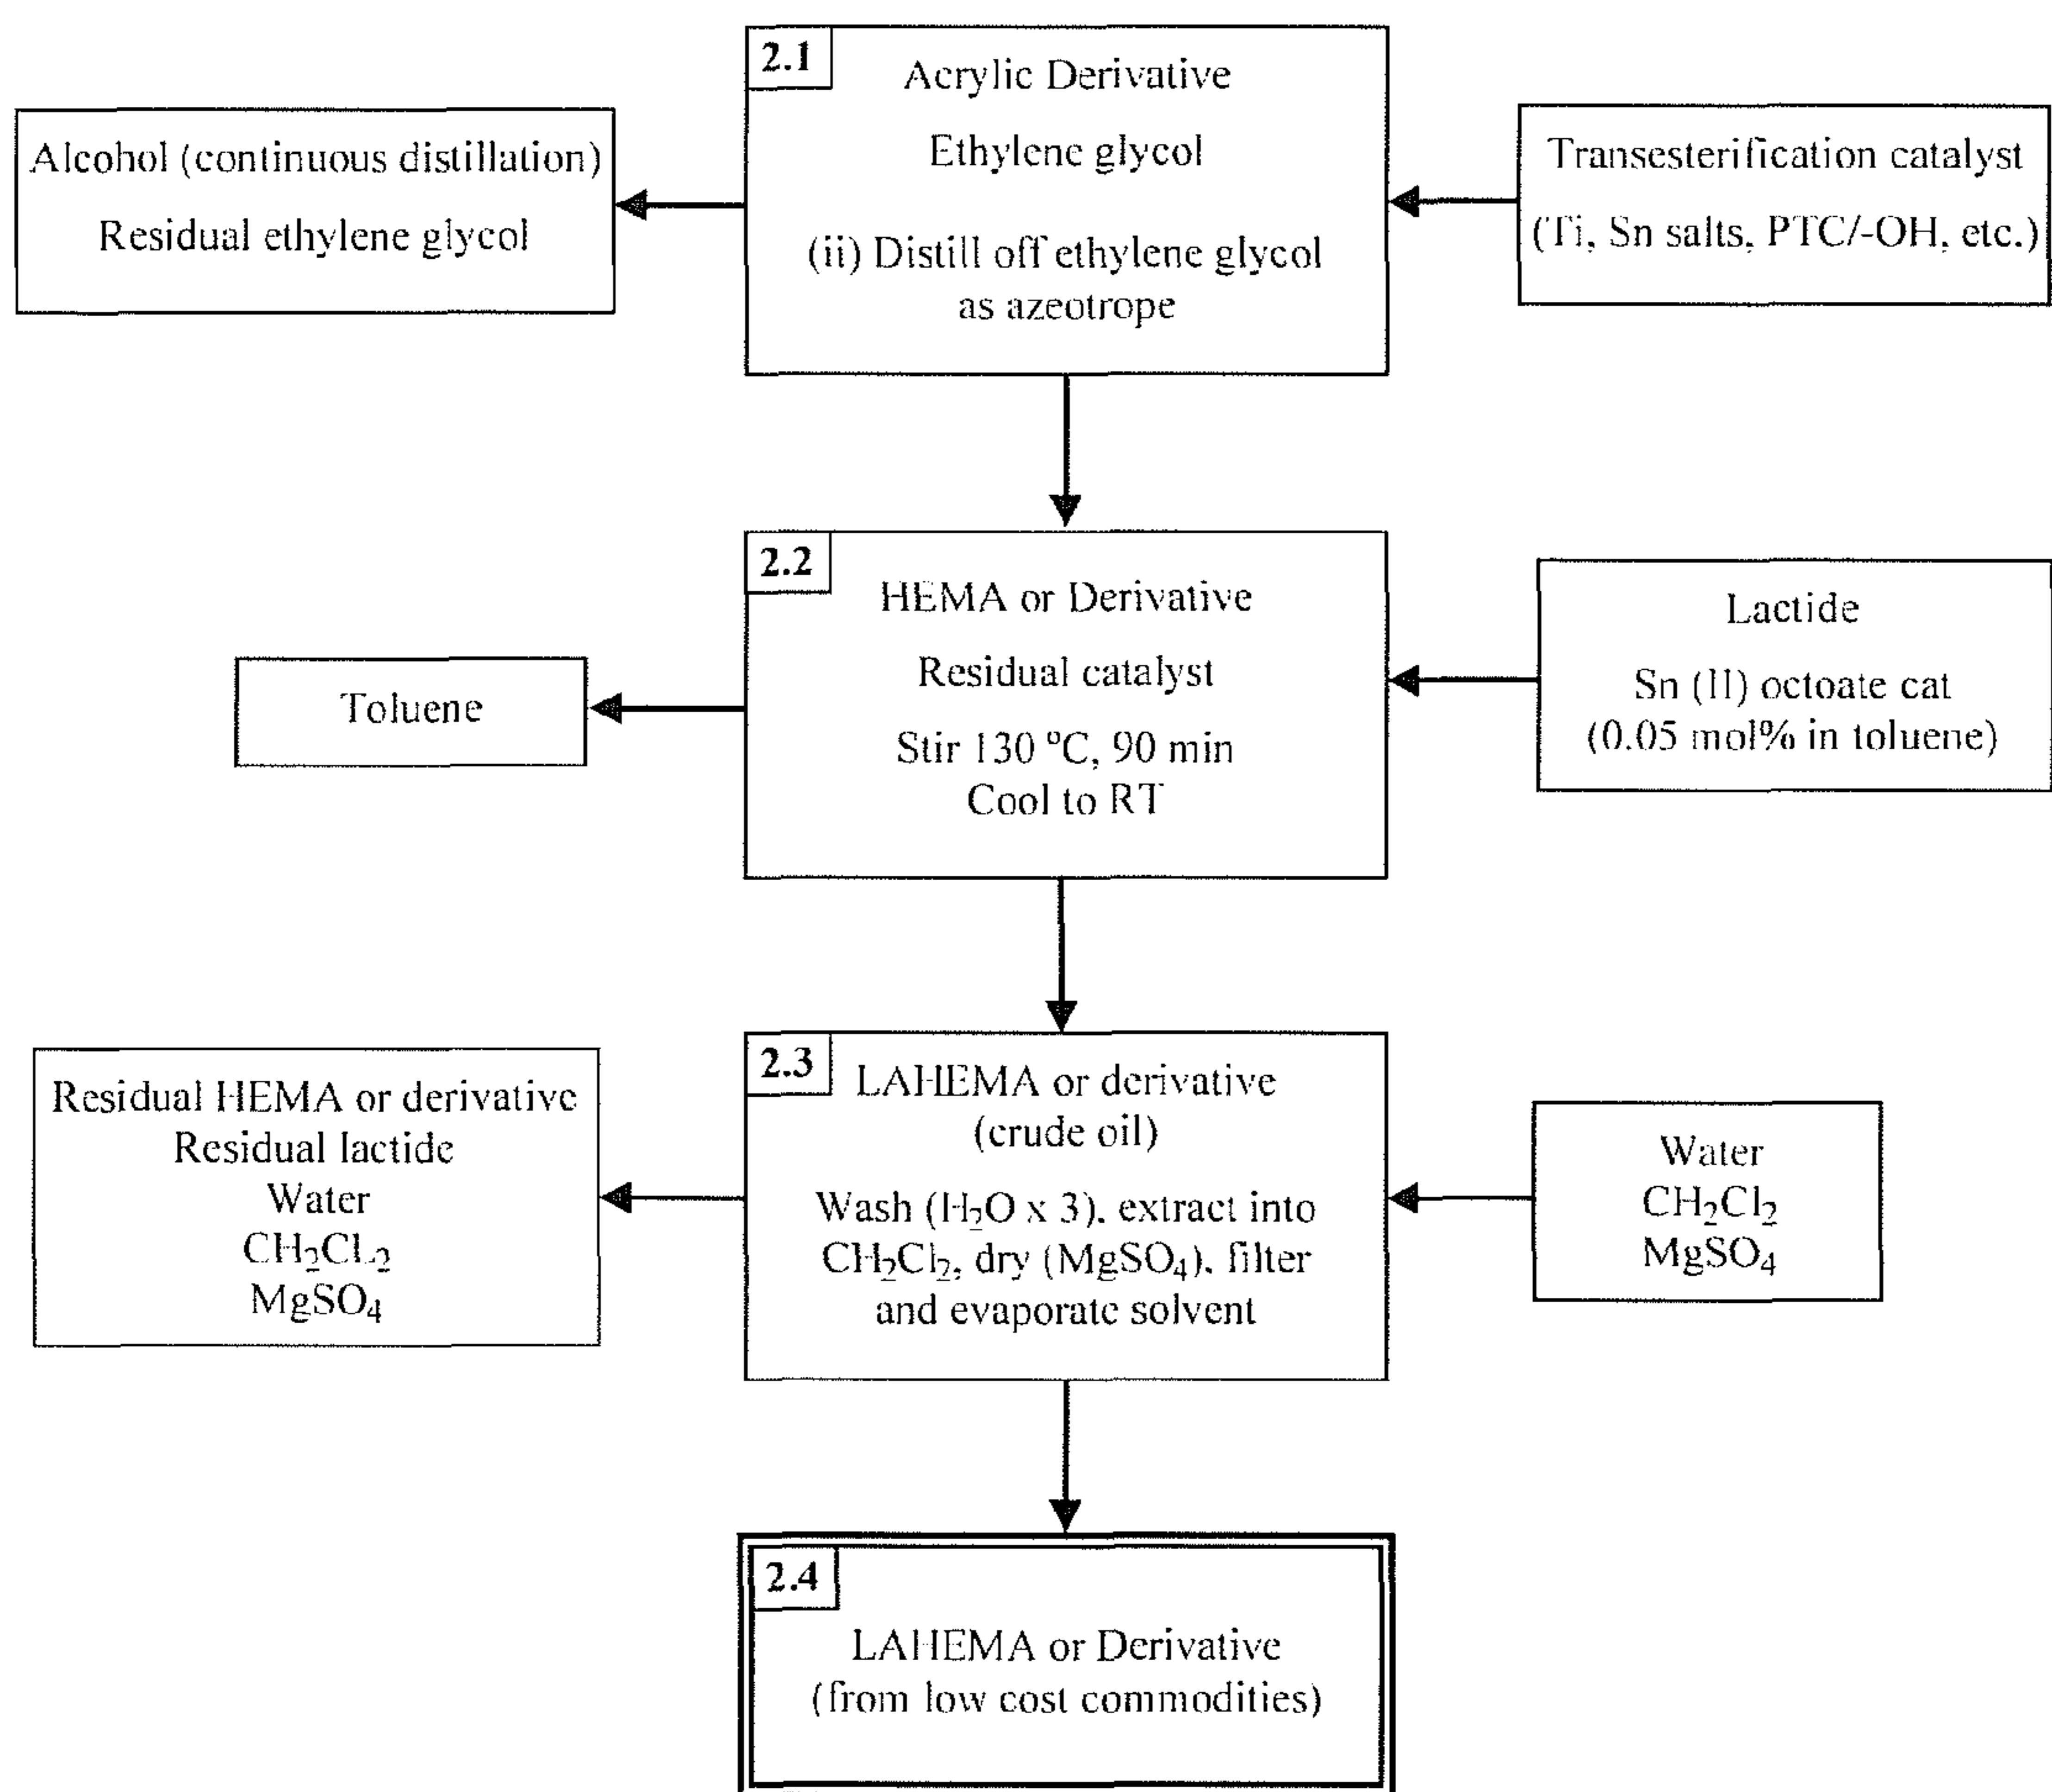 2.1
Acrylic Derivative
Ethylene glycol
(ii) Distill off ethylene glycol
as azeotrope
Alcohol (continuous distillation)
Residual ethylene glycol
Transesterification catalyst
(Ti, Sn salts, PTC/-OH, etc.)
2.2
HEMA or Derivative
Residual catalyst
Stir 130 ºC, 90 min
Cool to RT
Toluene
Lactide
Sn (II) octoate cat
(0.05 mol% in toluene)
2.3
LAHEMA or derivative
(crude oil)
Wash (H₂O x 3), extract into
CH₂Cl₂, dry (MgSO₄), filter
and evaporate solvent
Residual HEMA or derivative
Residual lactide
Water
CH₂CL₂
MgSO₄
Water
CH₂Cl₂
MgSO₄
2.4
LAHEMA or Derivative
(from low cost commodities)